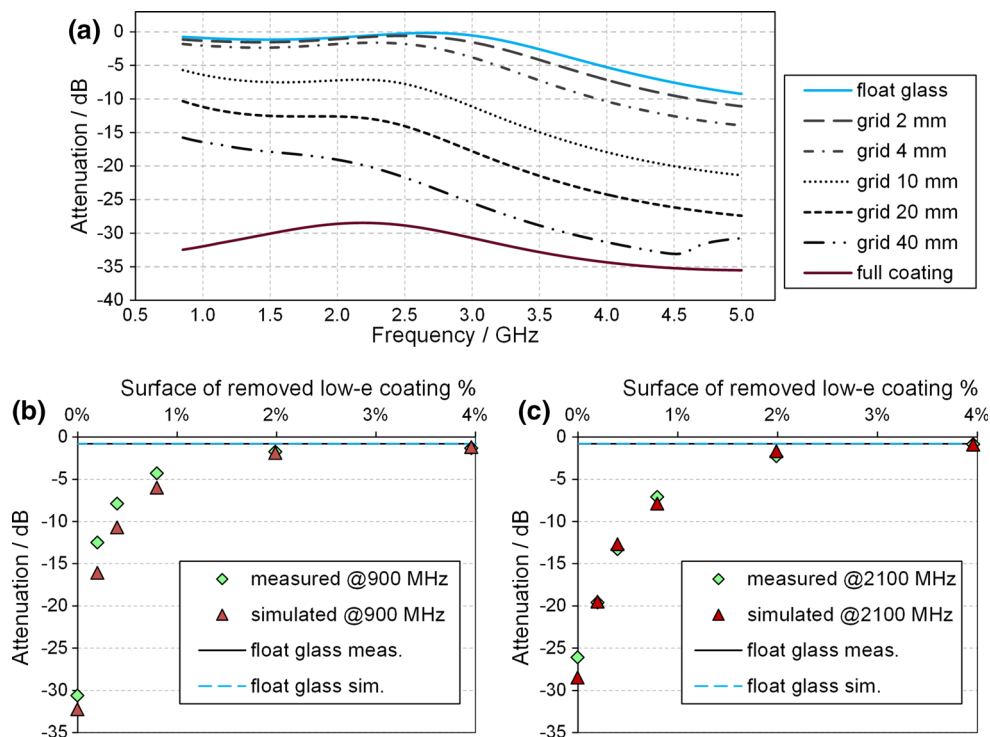 (a)
Attenuation / dB
0
-5
-10
-15
-20
-25
-30
-35
-40
0.5 1.0 1.5 2.0 2.5 3.0 3.5 4.0 4.5 5.0
Frequency / GHz
float glass
grid 2 mm
grid 4 mm
grid 10 mm
grid 20 mm
grid 40 mm
full coating
(b)
Surface of removed low-e coating %
0% 1% 2% 3% 4%
Attenuation / dB
0
-5
-10
-15
-20
-25
-30
-35
measured @900 MHz
simulated @900 MHz
float glass meas.
float glass sim.
(c)
Surface of removed low-e coating %
0% 1% 2% 3% 4%
Attenuation / dB
0
-5
-10
-15
-20
-25
-30
-35
measured @2100 MHz
simulated @2100 MHz
float glass meas.
float glass sim.